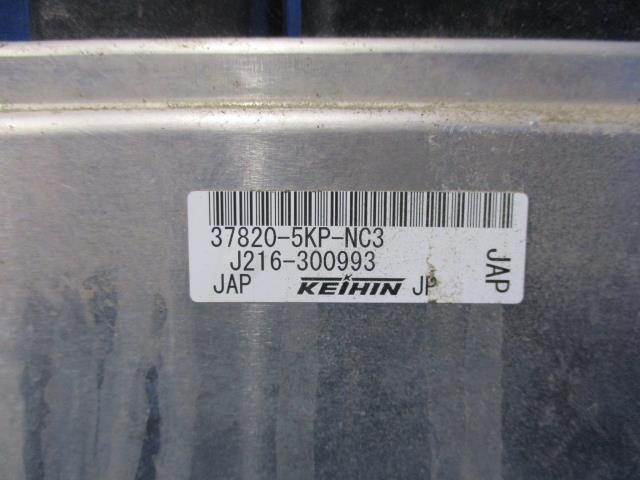 37820-5KP-NC3
J216-300993
JAP KEIHIN JP
JAP